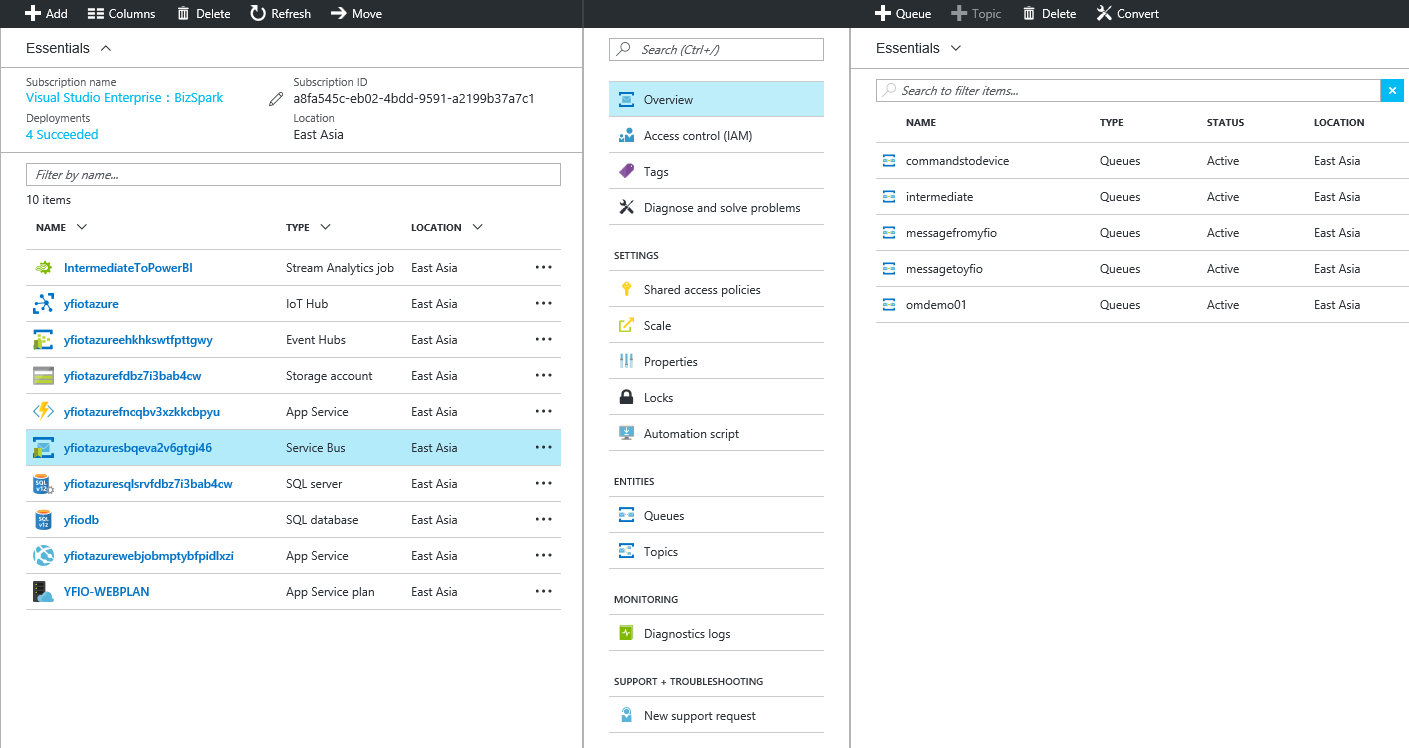 Add Columns Delete Refresh Move
Essentials
Subscription name
Visual Studio Enterprise : BizSpark
Deployments
4 Succeeded
Subscription ID
a8fa545c-eb02-4bdd-9591-a2199b37a7c1
Location
East Asia
Filter by name...
10 items
NAME TYPE LOCATION
IntermediateToPowerBI Stream Analytics job East Asia
yfiotazure IoT Hub East Asia
yfiotazureehkhkswtfpttgwy Event Hubs East Asia
yfiotazurefdbz7i3bab4cw Storage account East Asia
yfiotazurefncqbv3xzkkcbpyu App Service East Asia
yfiotazuresbqeva2v6gtgi46 Service Bus East Asia
yfiotazuresqlsrvfdbz7i3bab4cw SQL server East Asia
yfiodb SQL database East Asia
yfiotazurewebjobmptybfpidlxzi App Service East Asia
YFIO-WEBPLAN App Service plan East Asia
Search (Ctrl+/)
Overview
Access control (IAM)
Tags
Diagnose and solve problems
SETTINGS
Shared access policies
Scale
Properties
Locks
Automation script
ENTITIES
Queues
Topics
MONITORING
Diagnostics logs
SUPPORT + TROUBLESHOOTING
New support request
Queue Topic Delete Convert
Essentials
Search to filter items...
NAME TYPE STATUS LOCATION
commandstodevice Queues Active East Asia
intermediate Queues Active East Asia
messagefromyfio Queues Active East Asia
messagetoyfio Queues Active East Asia
omdemo01 Queues Active East Asia